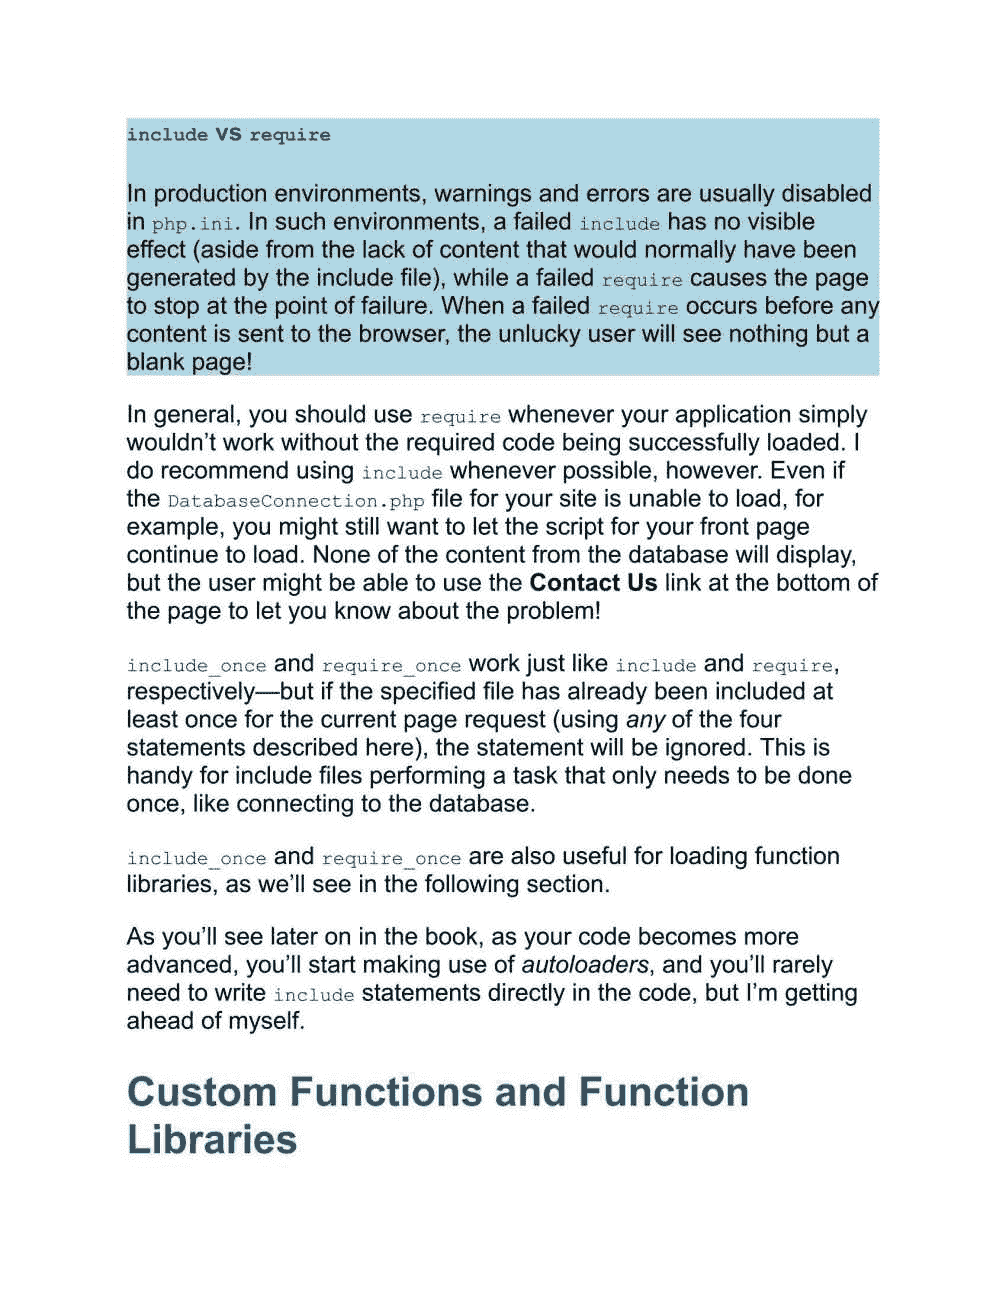 include VS require
In production environments, warnings and errors are usually disabled
in php.ini. In such environments, a failed include has no visible
effect (aside from the lack of content that would normally have been
generated by the include file), while a failed require causes the page
to stop at the point of failure. When a failed require occurs before any
content is sent to the browser, the unlucky user will see nothing but a
blank page!
In general, you should use require whenever your application simply
wouldn’t work without the required code being successfully loaded. I
do recommend using include whenever possible, however. Even if
the DatabaseConnection.php file for your site is unable to load, for
example, you might still want to let the script for your front page
continue to load. None of the content from the database will display,
but the user might be able to use the Contact Us link at the bottom of
the page to let you know about the problem!
include_once and require_once work just like include and require,
respectively—but if the specified file has already been included at
least once for the current page request (using any of the four
statements described here), the statement will be ignored. This is
handy for include files performing a task that only needs to be done
once, like connecting to the database.
include_once and require_once are also useful for loading function
libraries, as we’ll see in the following section.
As you’ll see later on in the book, as your code becomes more
advanced, you’ll start making use of autoloaders, and you’ll rarely
need to write include statements directly in the code, but I’m getting
ahead of myself.
Custom Functions and Function
Libraries